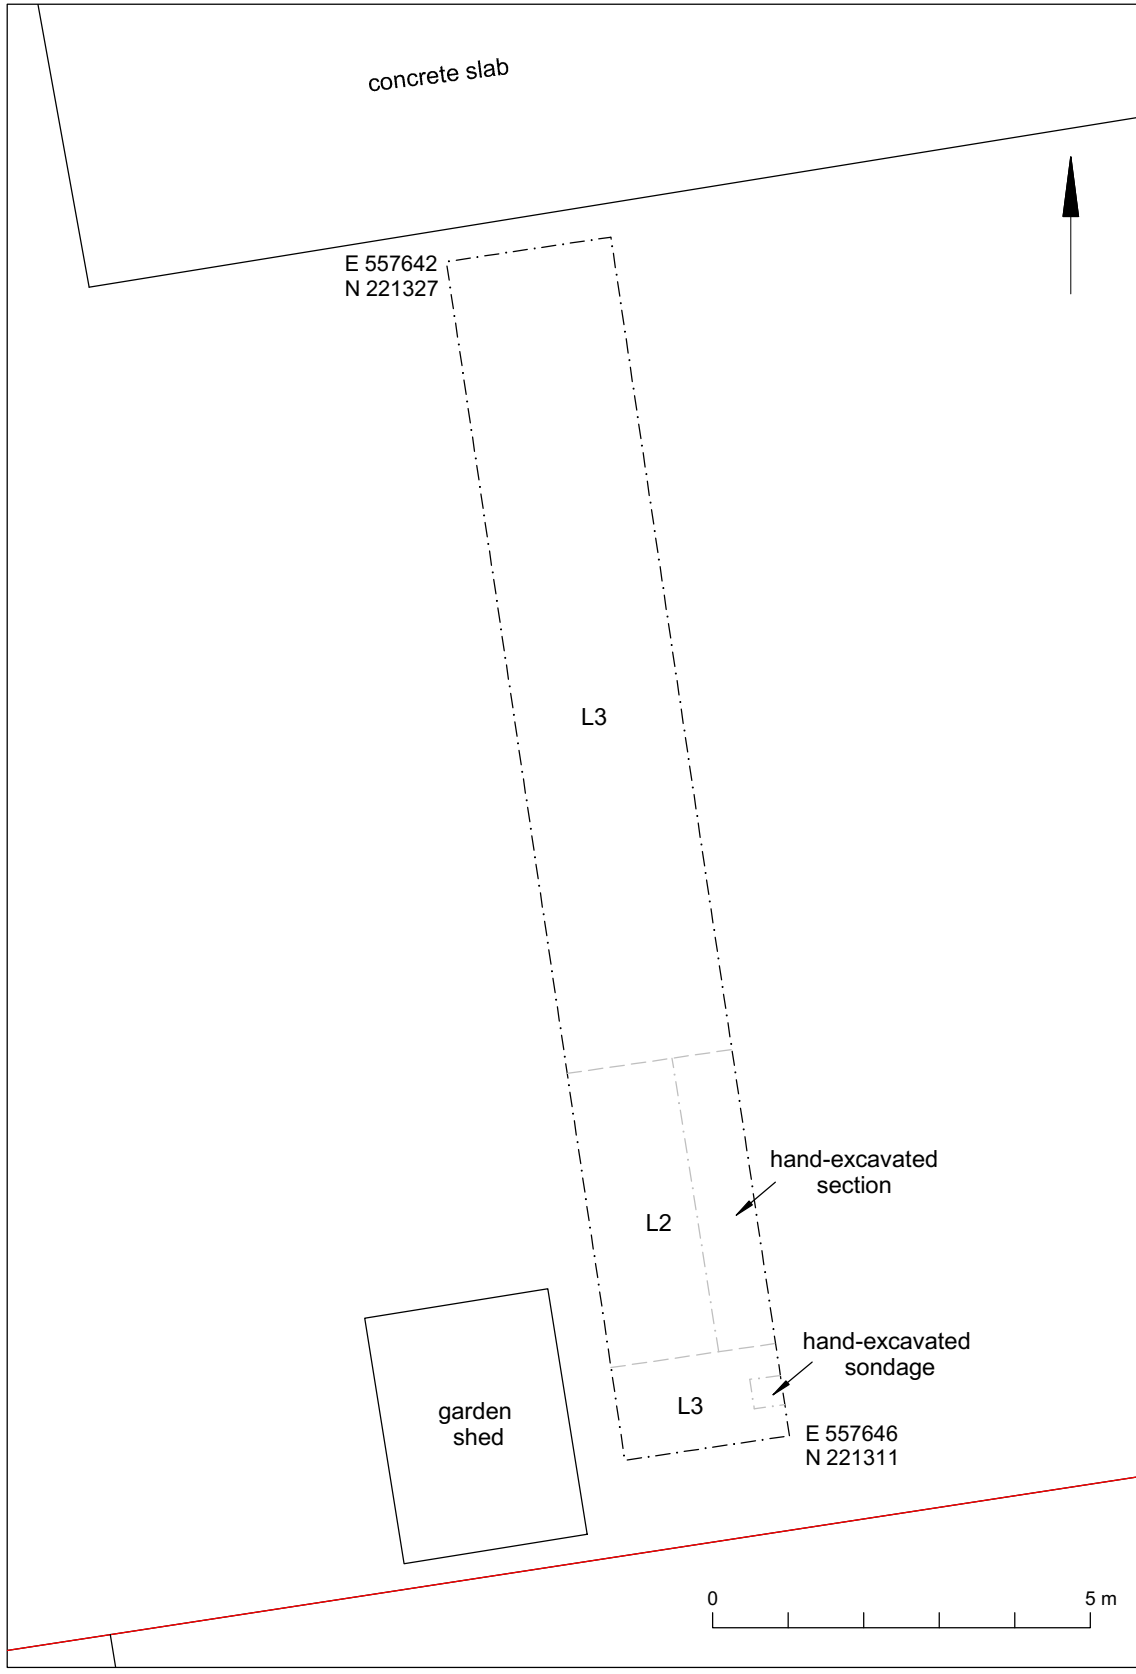 concrete slab
E 557642
N 221327
L3
hand-excavated
section
L2
hand-excavated
sondage
L3
garden
shed
E 557646
N 221311
0
5 m